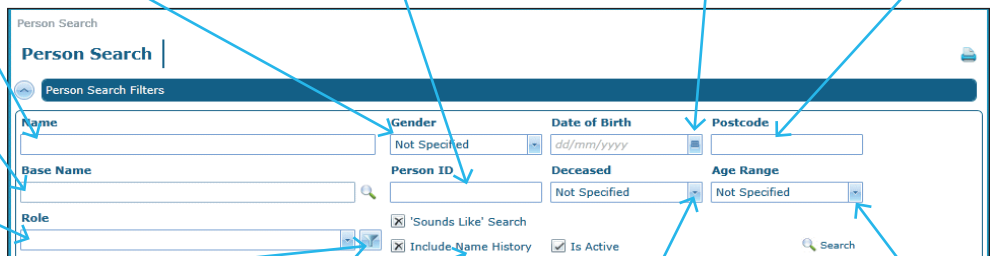 Person Search
Person Search
Person Search Filters
Name Gender Date of Birth Postcode
Not Specified dd/mm/yyyy
Base Name Person ID Deceased Age Range
Not Specified Not Specified
Role
'Sounds Like' Search
Include Name History Is Active Search